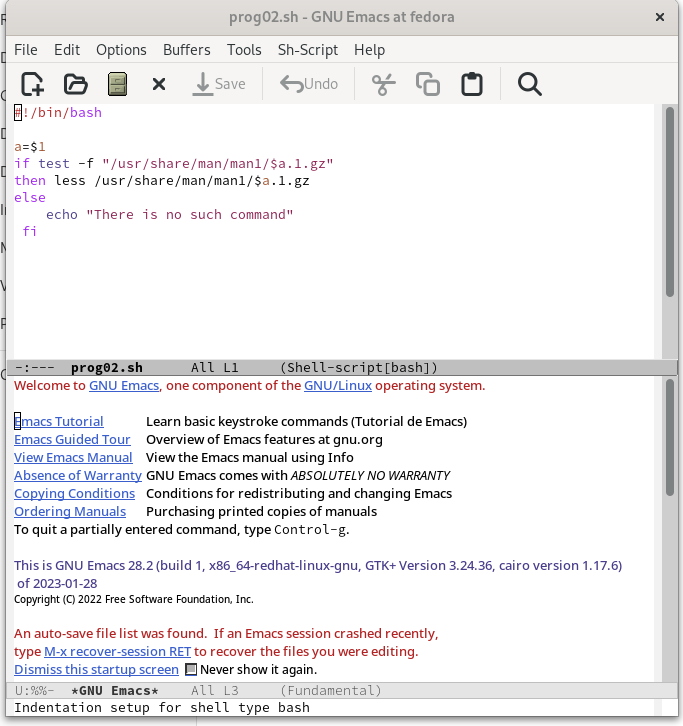 prog02.sh - GNU Emacs at fedora
File Edit Options Buffers Tools Sh-Script Help
Save Undo
#!/bin/bash
a=$1
if test -f "/usr/share/man/man1/$a.1.gz"
then less /usr/share/man/man1/$a.1.gz
else
    echo "There is no such command"
 fi
-:---  prog02.sh      All L1     (Shell-script[bash])
Welcome to GNU Emacs, one component of the GNU/Linux operating system.
Emacs Tutorial Learn basic keystroke commands (Tutorial de Emacs)
Emacs Guided Tour Overview of Emacs features at gnu.org
View Emacs Manual View the Emacs manual using Info
Absence of Warranty GNU Emacs comes with ABSOLUTELY NO WARRANTY
Copying Conditions Conditions for redistributing and changing Emacs
Ordering Manuals Purchasing printed copies of manuals
To quit a partially entered command, type Control-g.
This is GNU Emacs 28.2 (build 1, x86_64-redhat-linux-gnu, GTK+ Version 3.24.36, cairo version 1.17.6)
 of 2023-01-28
Copyright (C) 2022 Free Software Foundation, Inc.
An auto-save file list was found.  If an Emacs session crashed recently,
type M-x recover-session RET to recover the files you were editing.
Dismiss this startup screen Never show it again.
U:%%-  *GNU Emacs*    All L3     (Fundamental)
Indentation setup for shell type bash